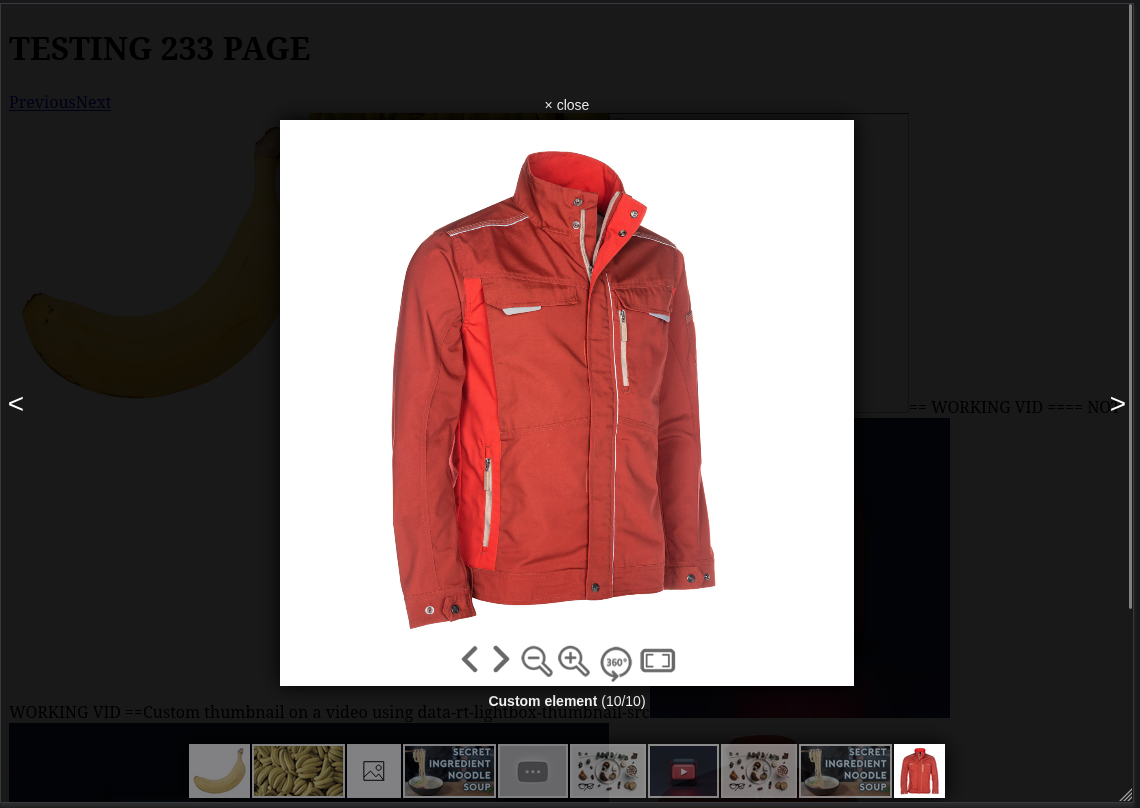 TESTING 233 PAGE
PreviousNext
× close
<
>
== WORKING VID ==== NO
360°
Custom element (10/10)
WORKING VID ==Custom thumbnail on a video using data-rt-lightbox-thumbnail-src
SECRET
INGREDIENT
NOODLE
SOUP
SECRET
INGREDIENT
NOODLE
SOUP